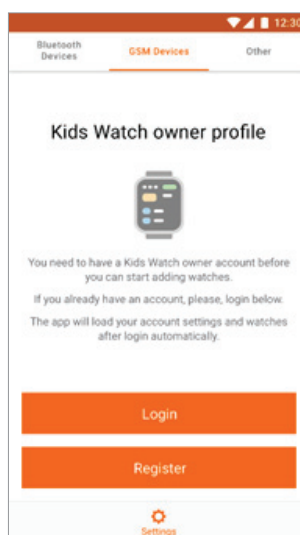 12:30
Bluetooth
Devices
GSM Devices
Other
Kids Watch owner profile
You need to have a Kids Watch owner account before
you can start adding watches.
If you already have an account, please, login below.
The app will load your account settings and watches
after login automatically.
Login
Register
Settings